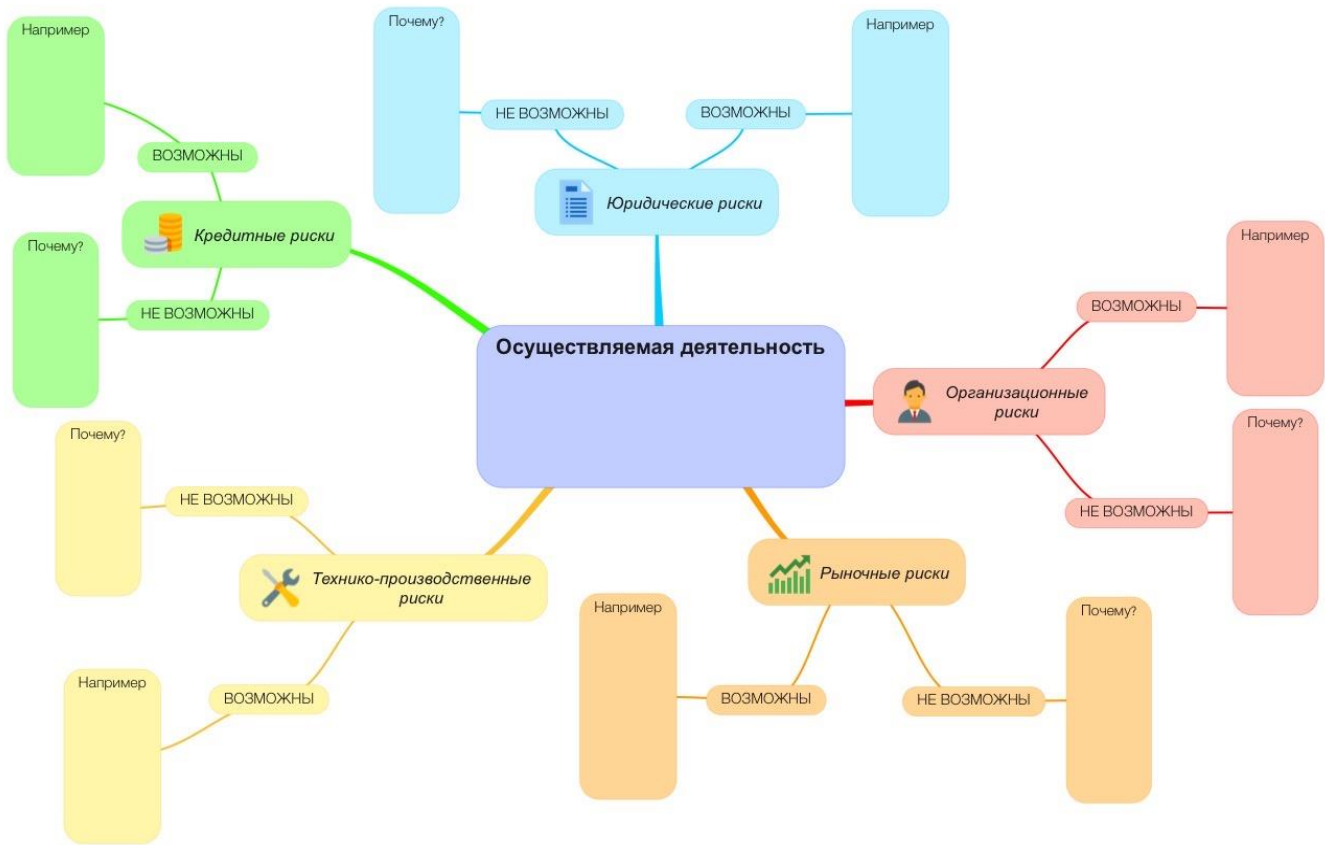 Осуществляемая деятельность
Кредитные риски
ВОЗМОЖНЫ
Например
НЕ ВОЗМОЖНЫ
Почему?
Юридические риски
НЕ ВОЗМОЖНЫ
Почему?
ВОЗМОЖНЫ
Например
Организационные
риски
ВОЗМОЖНЫ
Например
НЕ ВОЗМОЖНЫ
Почему?
Рыночные риски
ВОЗМОЖНЫ
Например
НЕ ВОЗМОЖНЫ
Почему?
Технико-производственные
риски
НЕ ВОЗМОЖНЫ
Почему?
ВОЗМОЖНЫ
Например